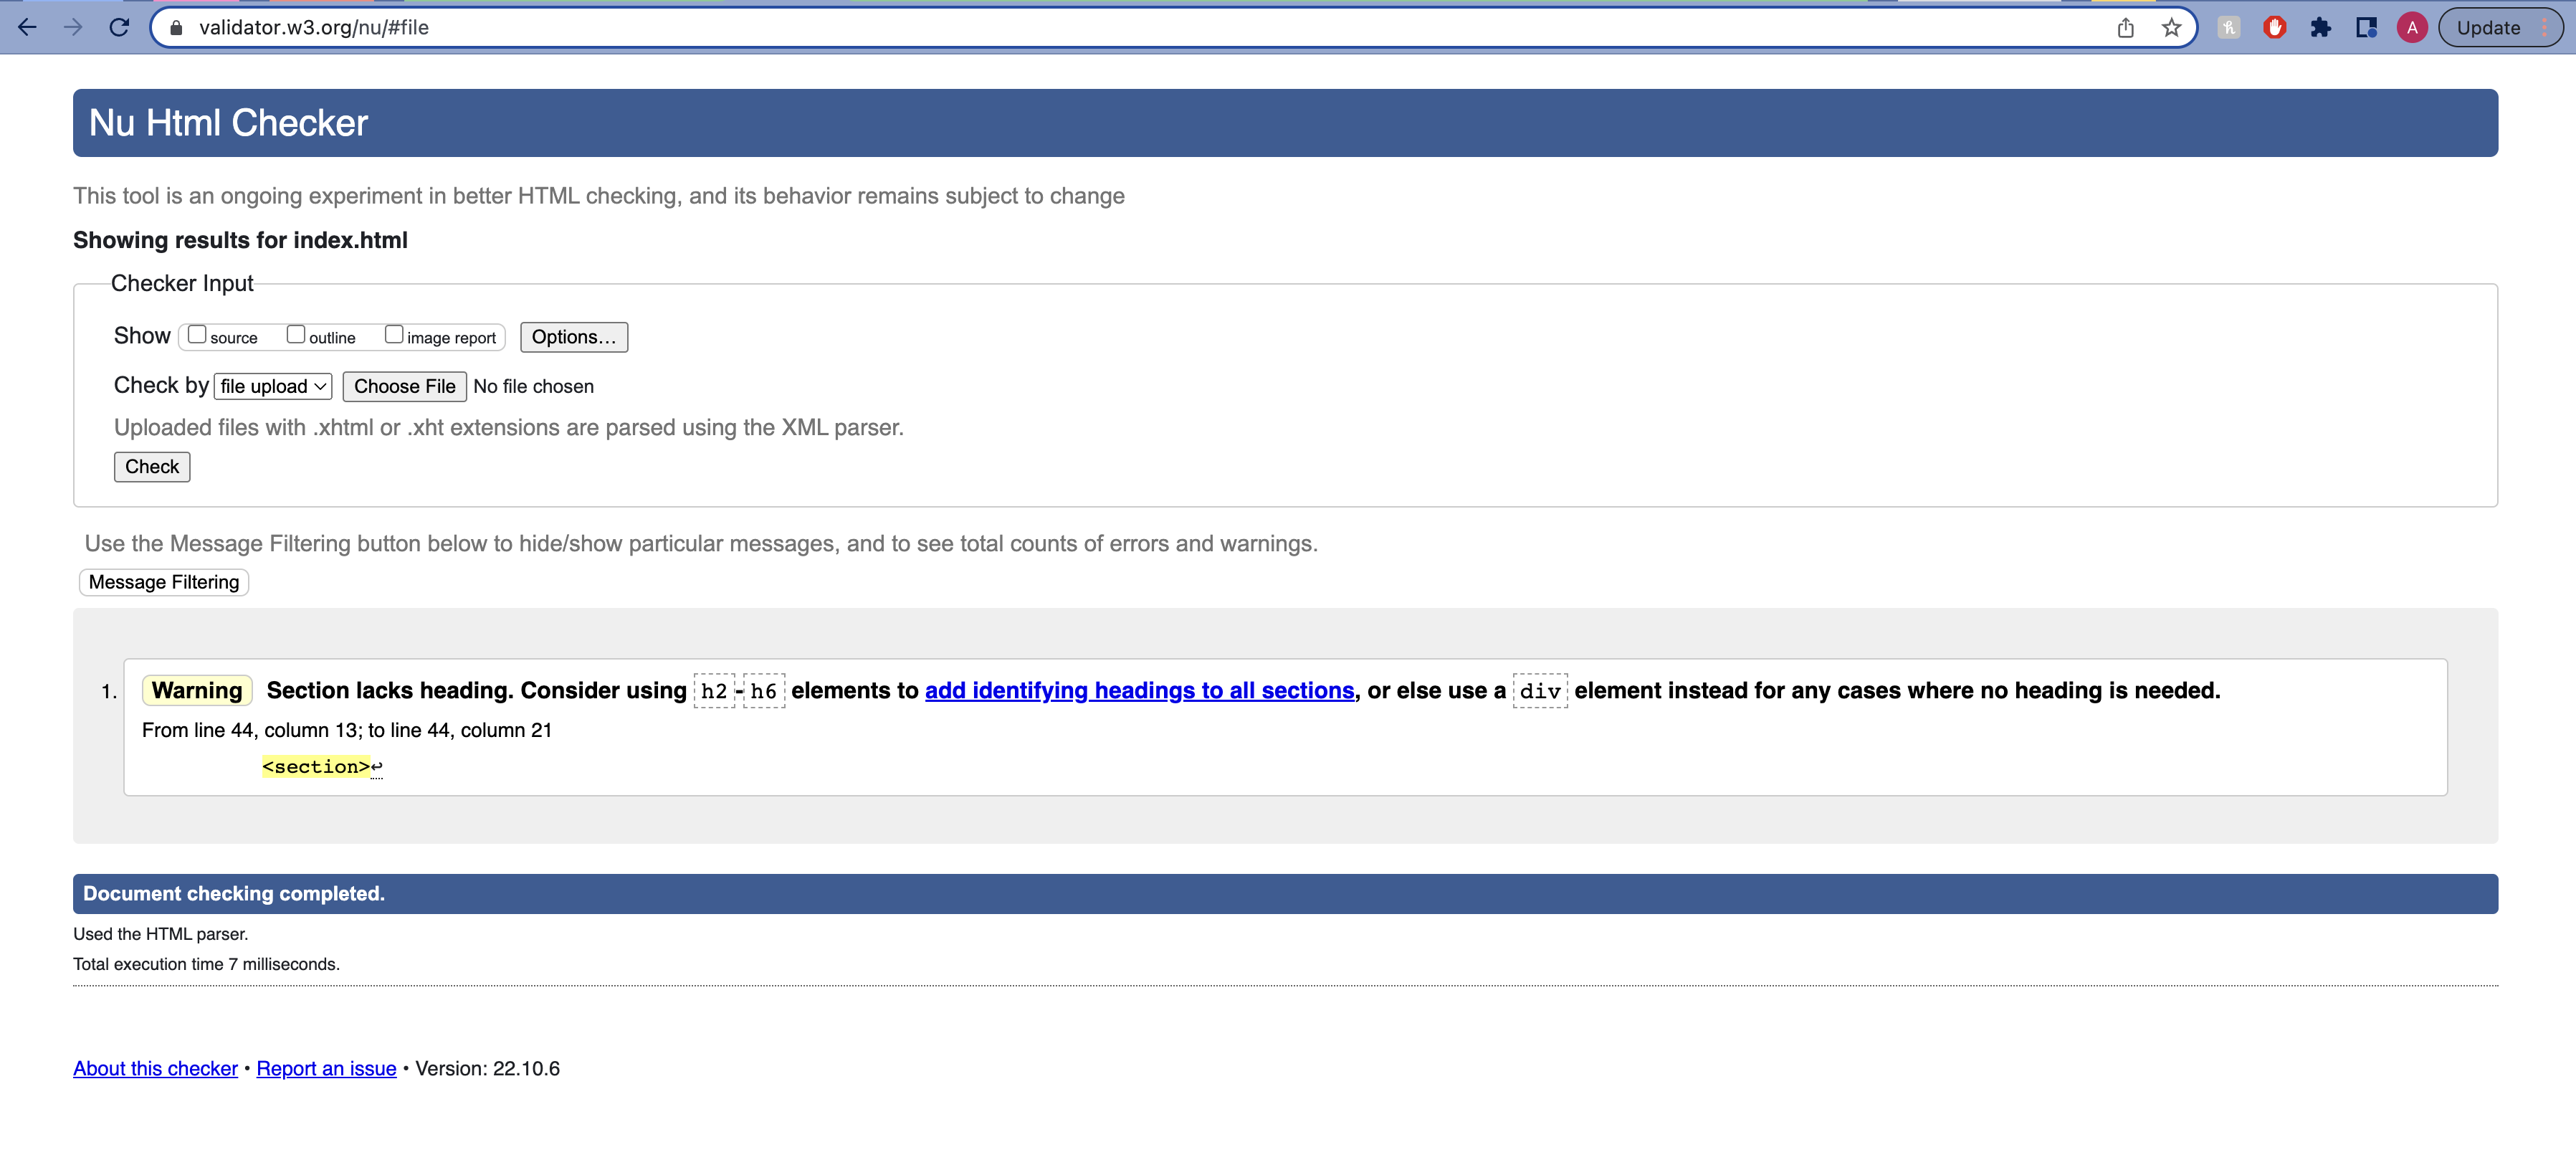 validator.w3.org/nu/#file
A
Update
Nu Html Checker
This tool is an ongoing experiment in better HTML checking, and its behavior remains subject to change
Showing results for index.html
Checker Input
Show source outline image report Options...
Check by file upload Choose File No file chosen
Uploaded files with .xhtml or .xht extensions are parsed using the XML parser.
Check
Use the Message Filtering button below to hide/show particular messages, and to see total counts of errors and warnings.
Message Filtering
1. Warning Section lacks heading. Consider using h2-h6 elements to add identifying headings to all sections, or else use a div element instead for any cases where no heading is needed.
From line 44, column 13; to line 44, column 21
<section>↩
Document checking completed.
Used the HTML parser.
Total execution time 7 milliseconds.
About this checker • Report an issue • Version: 22.10.6